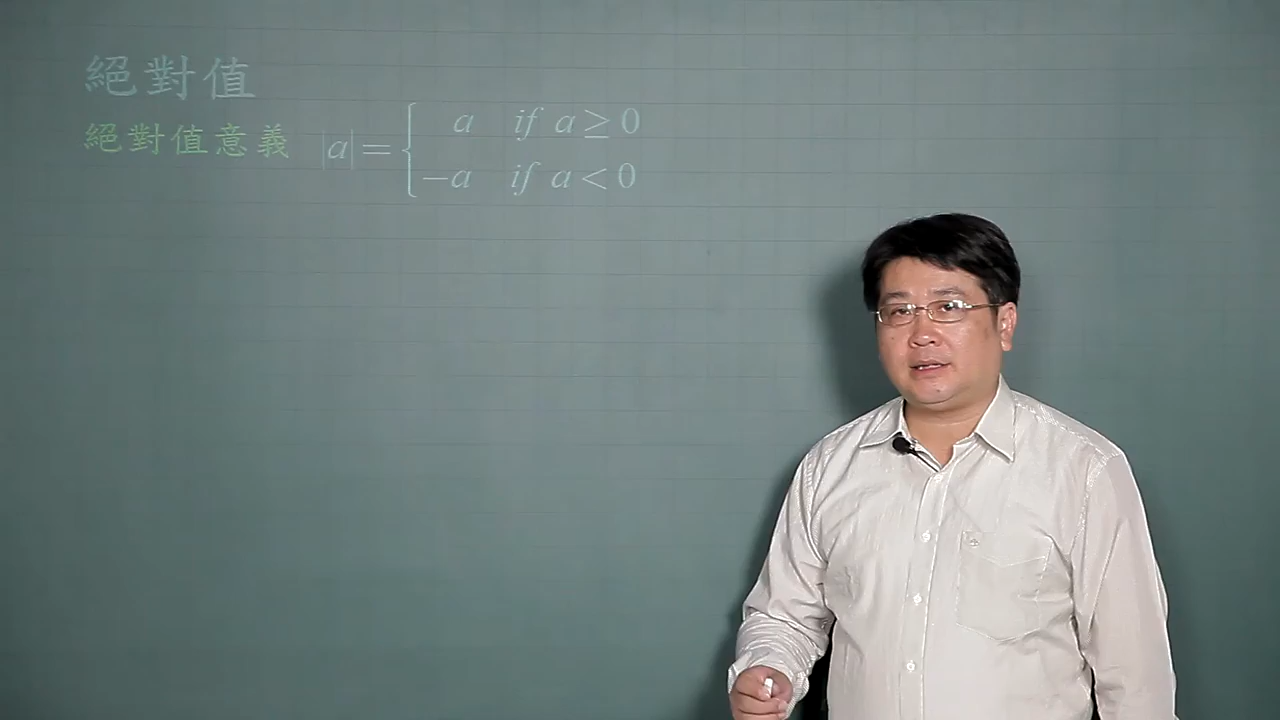 絕對值
絕對值意義 |a| = { a if a ≥ 0
-a if a < 0